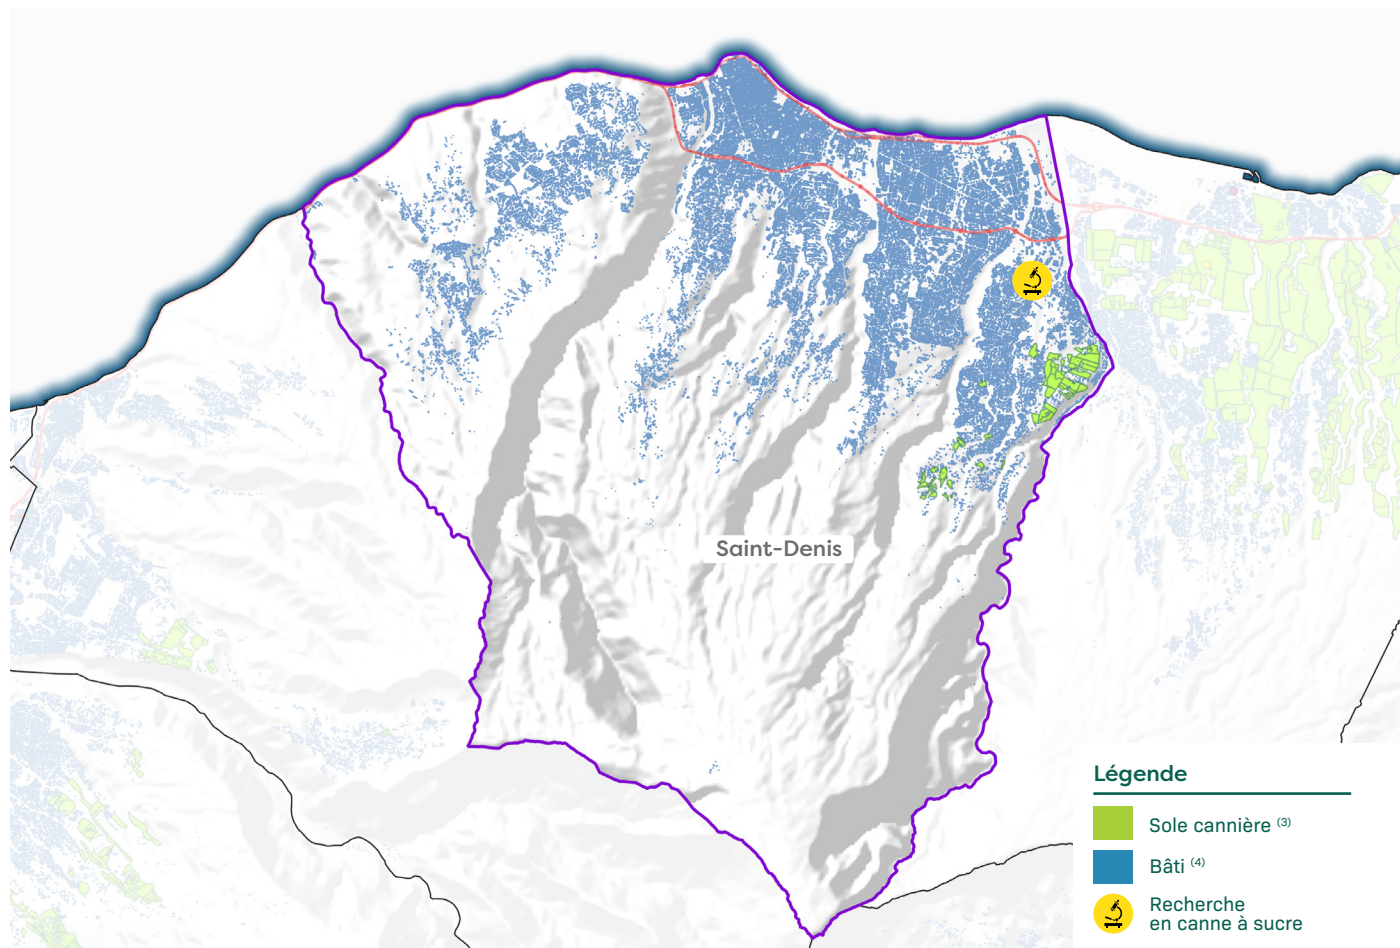 Saint-Denis
Légende
Sole cannière (3)
Bâti (4)
Recherche
en canne à sucre